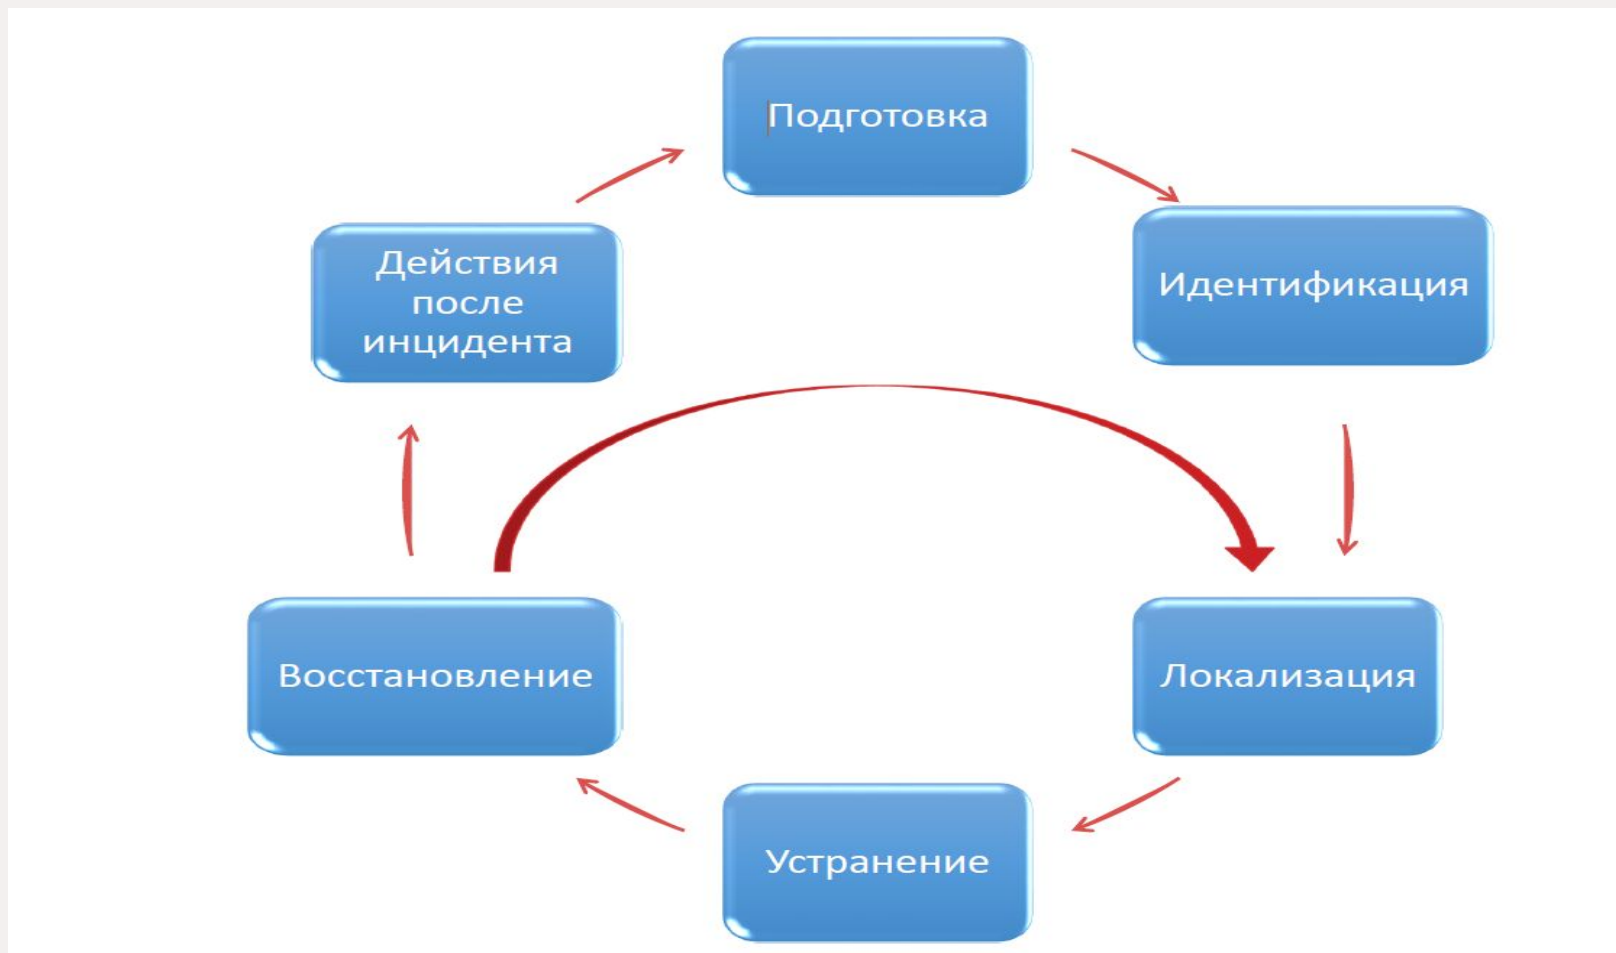 Подготовка
Идентификация
Действия
после
инцидента
Восстановление
Локализация
Устранение